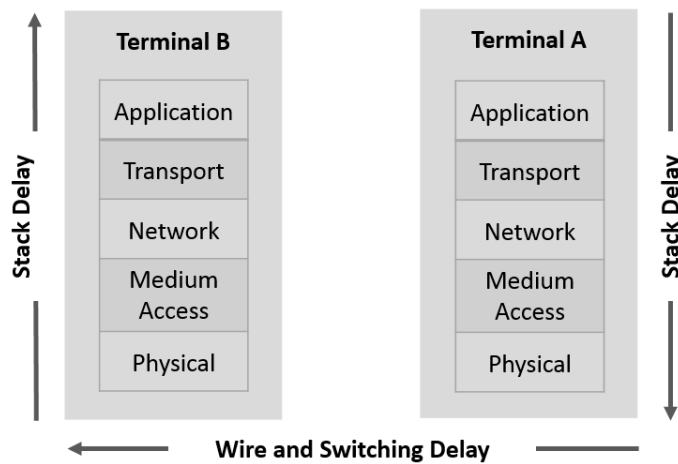 Terminal B
Application
Transport
Network
Medium
Access
Physical
Stack Delay
Terminal A
Application
Transport
Network
Medium
Access
Physical
Stack Delay
Wire and Switching Delay